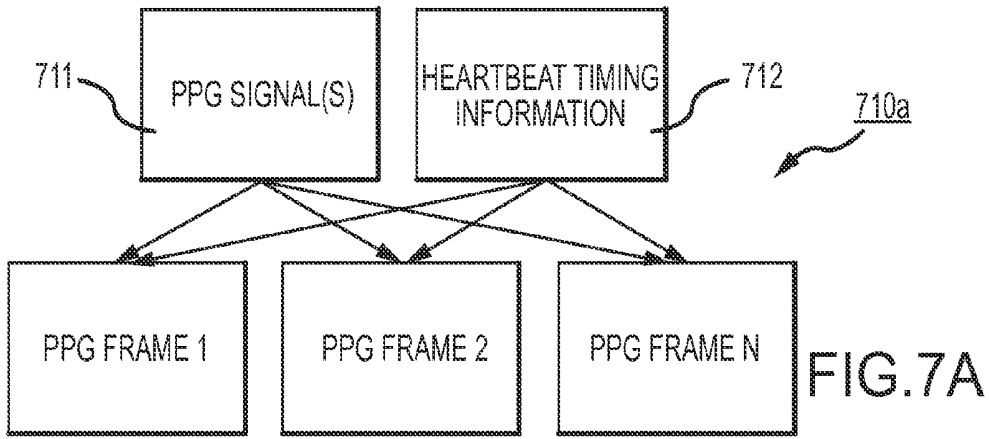 711
PPG SIGNAL(S)
HEARTBEAT TIMING
INFORMATION
712
710a
PPG FRAME 1
PPG FRAME 2
PPG FRAME N
FIG.7A